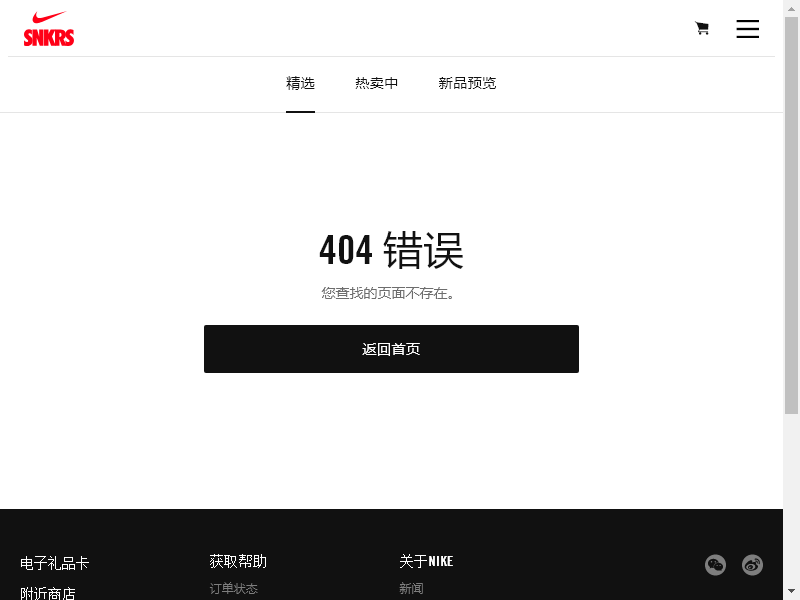 SNKRS
精选 热卖中 新品预览
404 错误
您查找的页面不存在。
返回首页
电子礼品卡
附近商店
获取帮助
订单状态
关于NIKE
新闻